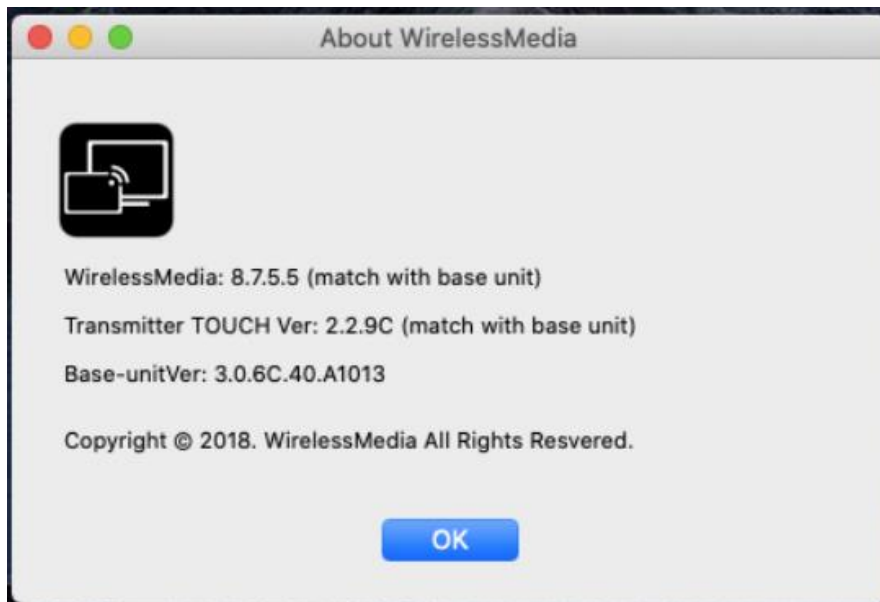 About WirelessMedia
WirelessMedia: 8.7.5.5 (match with base unit)
Transmitter TOUCH Ver: 2.2.9C (match with base unit)
Base-unitVer: 3.0.6C.40.A1013
Copyright © 2018. WirelessMedia All Rights Resvered.
OK